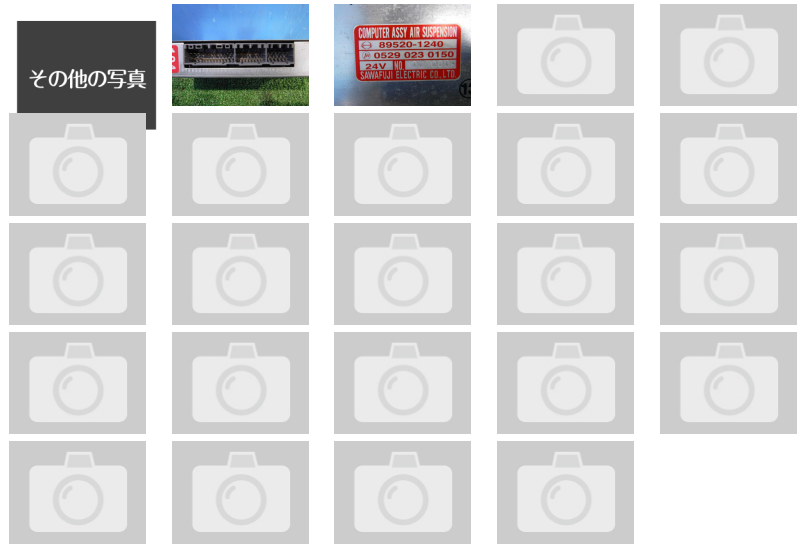 その他の写真
COMPUTER ASSY AIR SUSPENSION
89520-1240
0529 023 0150
24V NO.
SAWAFUJI ELECTRIC CO.,LTD.